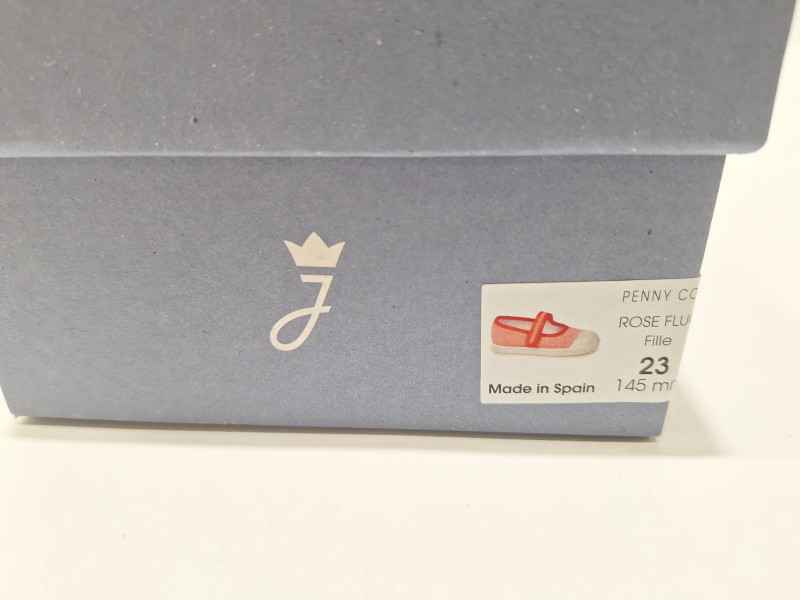 J
PENNY CO
ROSE FLU
Fille
23
145 m
Made in Spain